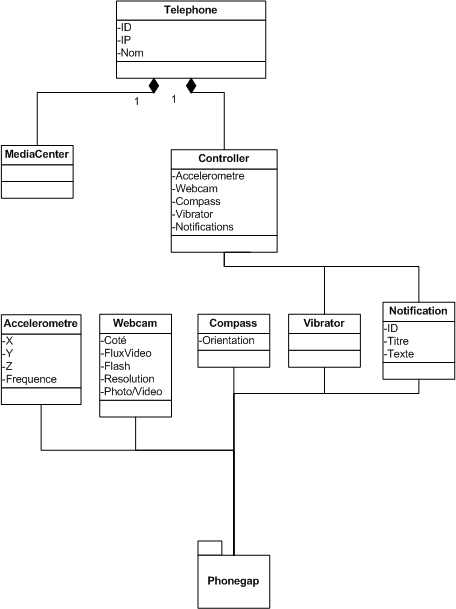 Telephone
-ID
-IP
-Nom
1
1
MediaCenter
Controller
-Accelerometre
-Webcam
-Compass
-Vibrator
-Notifications
Accelerometre
-X
-Y
-Z
-Frequence
Webcam
-Coté
-FluxVideo
-Flash
-Resolution
-Photo/Video
Compass
-Orientation
Vibrator
Notification
-ID
-Titre
-Texte
Phonegap